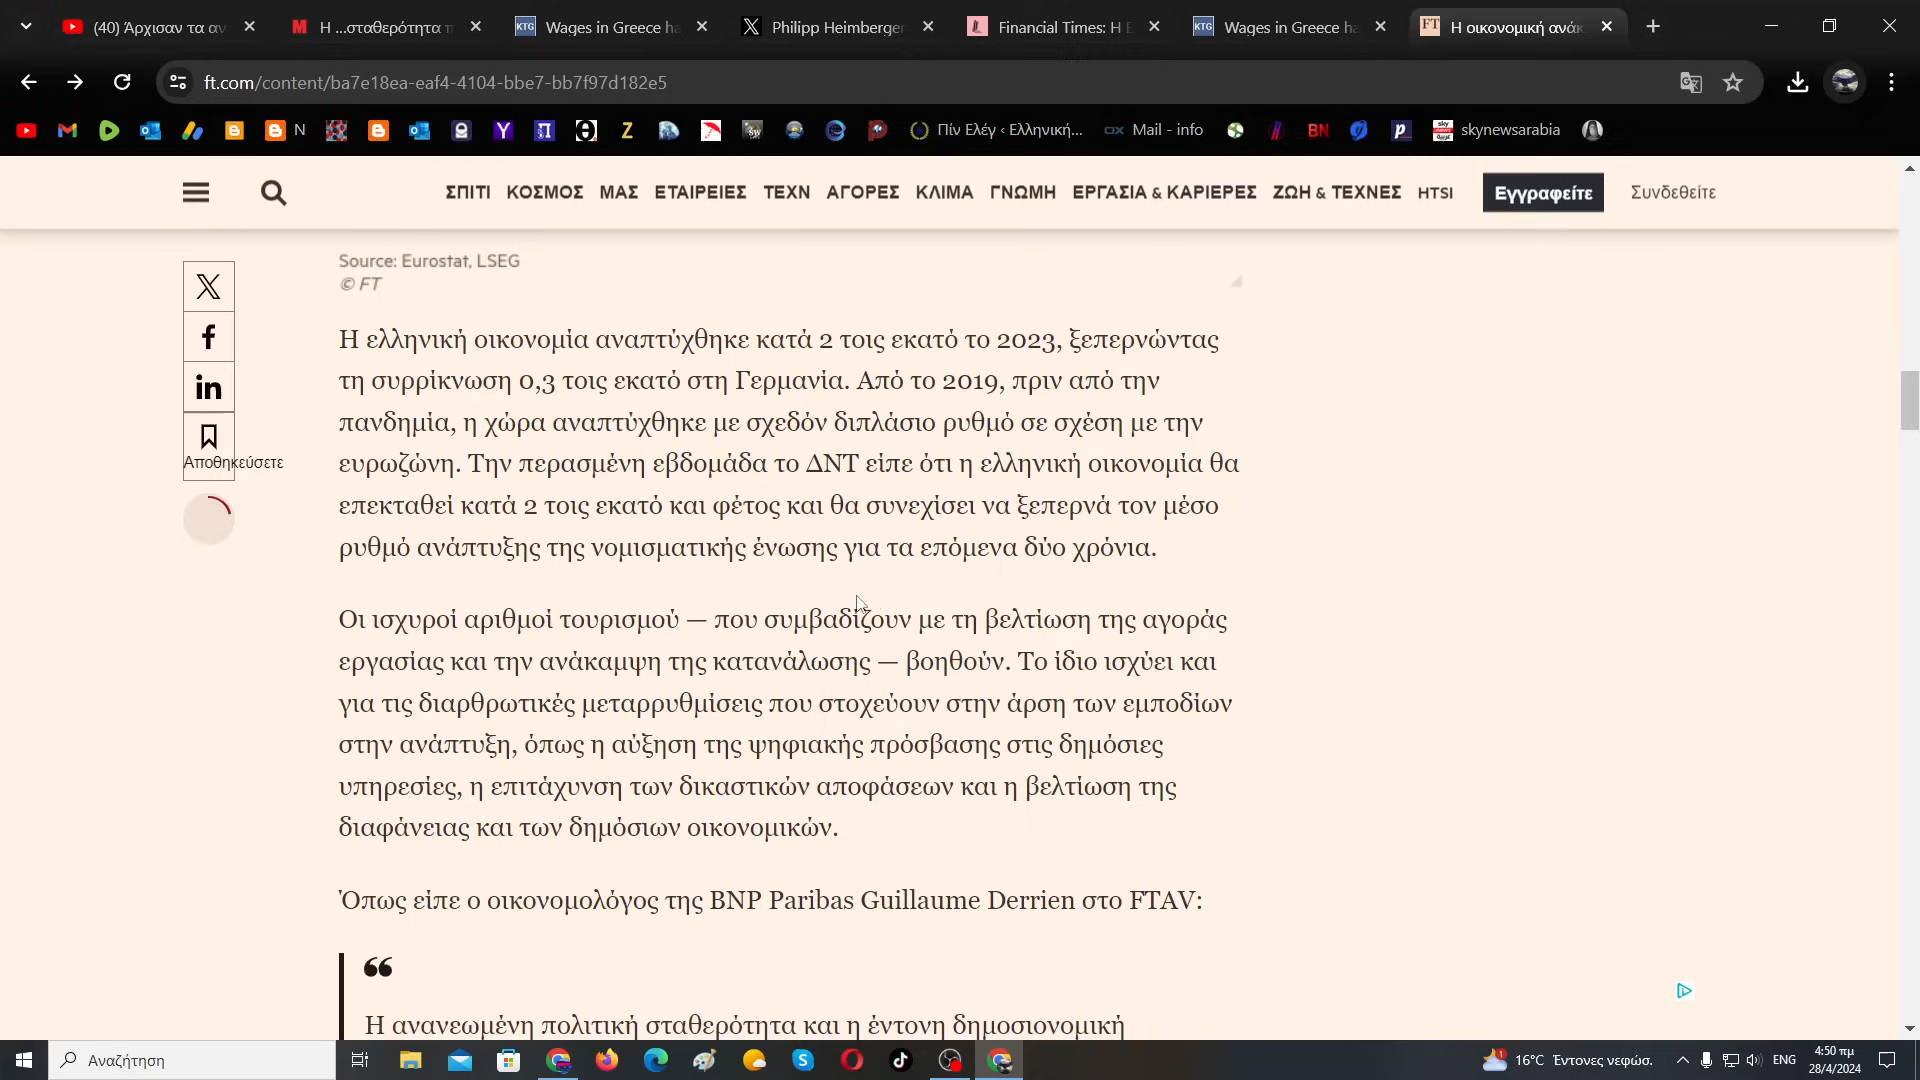 (40) Άρχισαν τα αν
Η ...σταθερότητα π
KTG Wages in Greece ha
Philipp Heimberger
Financial Times: Η Ε
KTG Wages in Greece ha
FT Η οικονομική ανάκ
ft.com/content/ba7e18ea-eaf4-4104-bbe7-bb7f97d182e5
N
Πίν Ελέγ ‹ Ελληνική...
Mail - info
BN
skynewsarabia
ΣΠΙΤΙ ΚΟΣΜΟΣ ΜΑΣ ΕΤΑΙΡΕΙΕΣ ΤΕΧΝ ΑΓΟΡΕΣ ΚΛΙΜΑ ΓΝΩΜΗ ΕΡΓΑΣΙΑ & ΚΑΡΙΕΡΕΣ ΖΩΗ & ΤΕΧΝΕΣ HTSI Εγγραφείτε Συνδεθείτε
Source: Eurostat, LSEG
© FT
Η ελληνική οικονομία αναπτύχθηκε κατά 2 τοις εκατό το 2023, ξεπερνώντας
τη συρρίκνωση 0,3 τοις εκατό στη Γερμανία. Από το 2019, πριν από την
πανδημία, η χώρα αναπτύχθηκε με σχεδόν διπλάσιο ρυθμό σε σχέση με την
ευρωζώνη. Την περασμένη εβδομάδα το ΔΝΤ είπε ότι η ελληνική οικονομία θα
επεκταθεί κατά 2 τοις εκατό και φέτος και θα συνεχίσει να ξεπερνά τον μέσο
ρυθμό ανάπτυξης της νομισματικής ένωσης για τα επόμενα δύο χρόνια.
Αποθηκεύσετε
Οι ισχυροί αριθμοί τουρισμού — που συμβαδίζουν με τη βελτίωση της αγοράς
εργασίας και την ανάκαμψη της κατανάλωσης — βοηθούν. Το ίδιο ισχύει και
για τις διαρθρωτικές μεταρρυθμίσεις που στοχεύουν στην άρση των εμποδίων
στην ανάπτυξη, όπως η αύξηση της ψηφιακής πρόσβασης στις δημόσιες
υπηρεσίες, η επιτάχυνση των δικαστικών αποφάσεων και η βελτίωση της
διαφάνειας και των δημόσιων οικονομικών.
Όπως είπε ο οικονομολόγος της BNP Paribas Guillaume Derrien στο FTAV:
“
Η ανανεωμένη πολιτική σταθερότητα και η έντονη δημοσιονομική
Αναζήτηση
16°C Έντονες νεφώσ.
ENG
4:50 πμ
28/4/2024